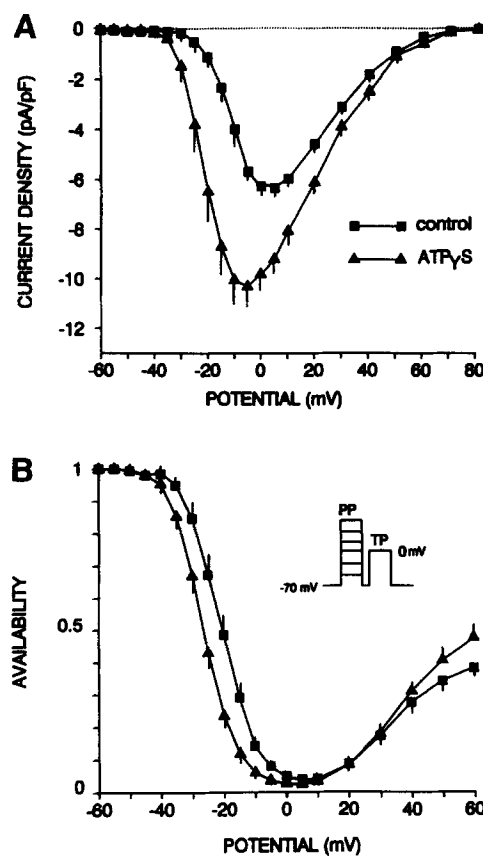 A
0
-2
-4
-6
-8
-10
-12
CURRENT DENSITY (pA/pF)
control
ATPγS
-60 -40 -20 0 20 40 60 80
POTENTIAL (mV)
B
1
0.5
0
AVAILABILITY
PP
TP
0 mV
-70 mV
-60 -40 -20 0 20 40 60
POTENTIAL (mV)